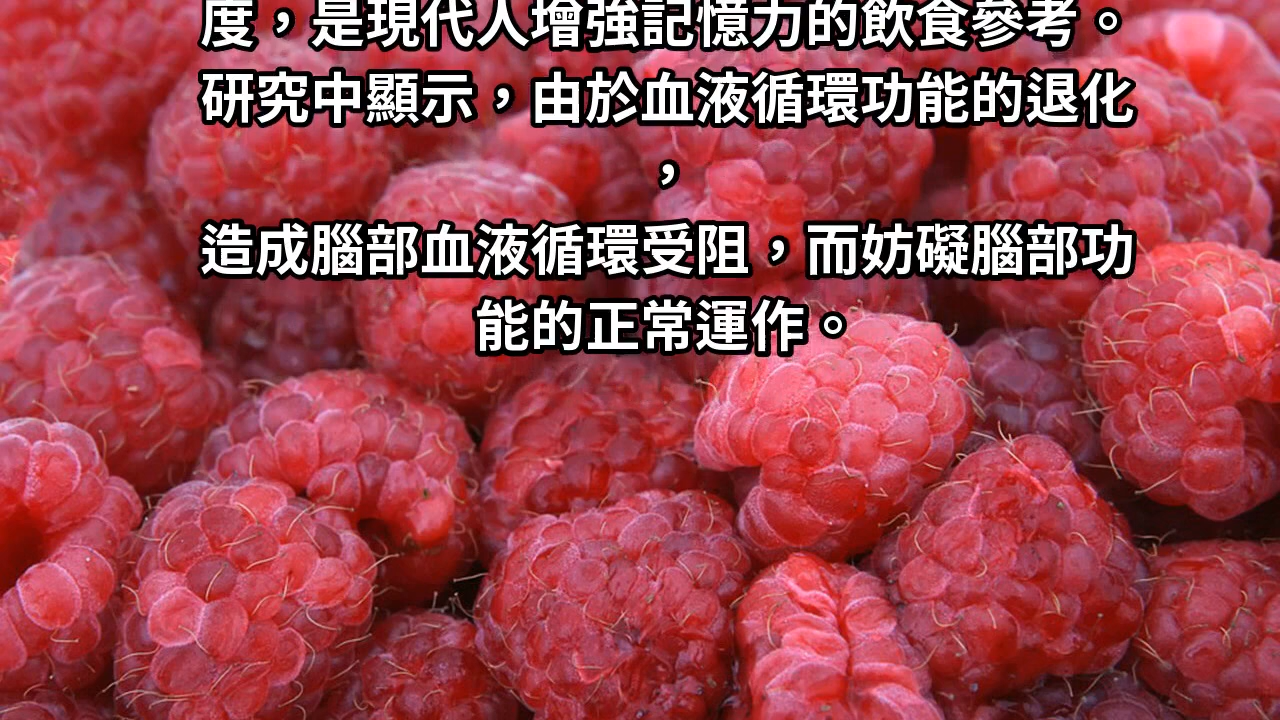 度，是現代人增強記憶力的飲食參考。
研究中顯示，由於血液循環功能的退化
，
造成腦部血液循環受阻，而妨礙腦部功
能的正常運作。